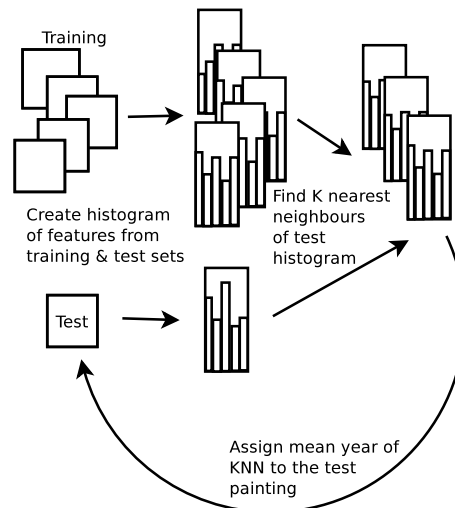 Training
Create histogram
of features from
training & test sets
Find K nearest
neighbours
of test
histogram
Test
Assign mean year of
KNN to the test
painting